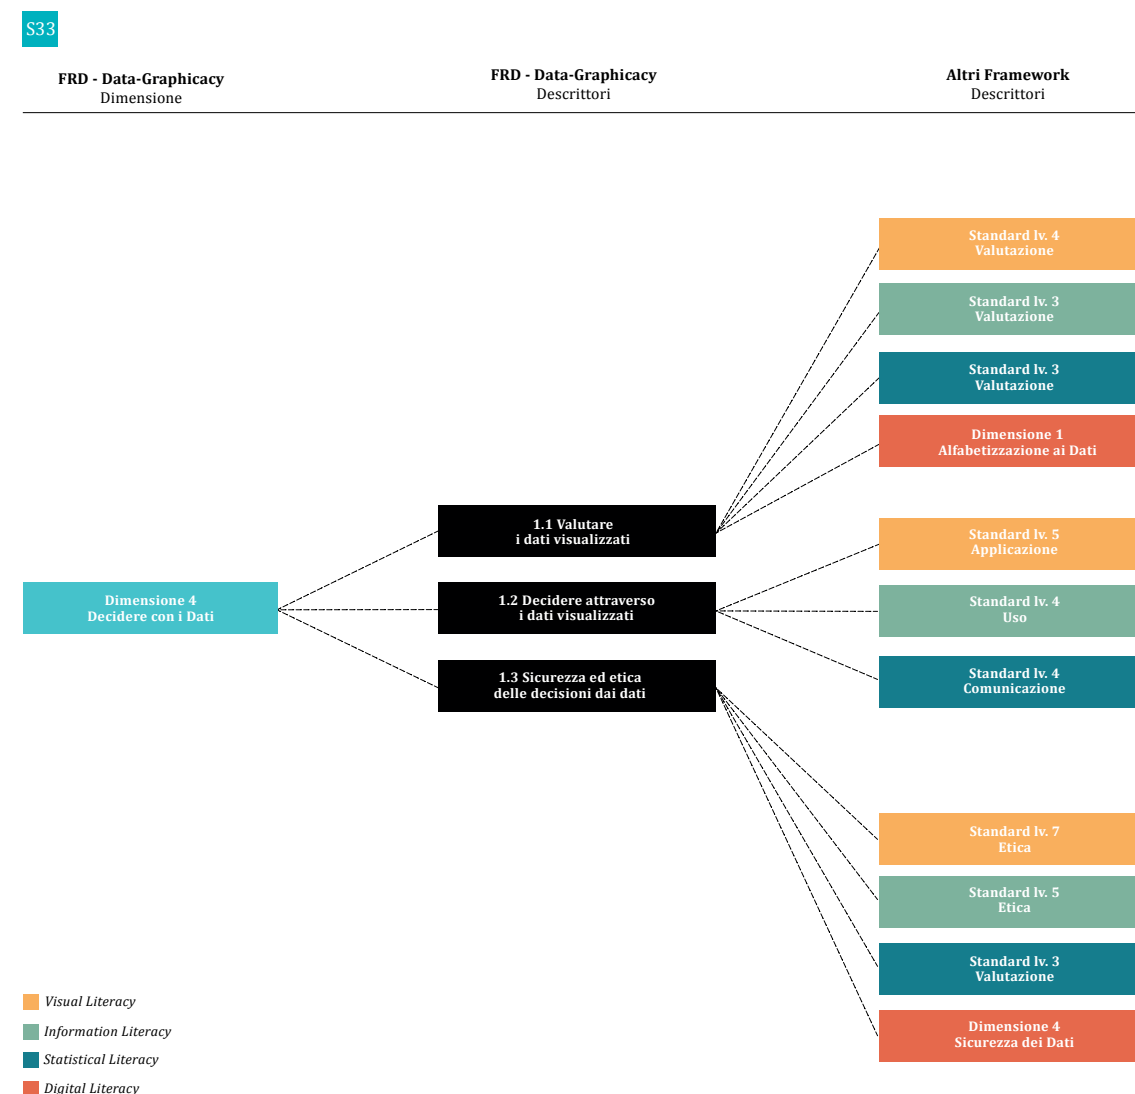 S33
FRD - Data-Graphicacy
Dimensione
FRD - Data-Graphicacy
Descrittori
Altri Framework
Descrittori
Standard lv. 4
Valutazione
Standard lv. 3
Valutazione
Standard lv. 3
Valutazione
Dimensione 1
Alfabetizzazione ai Dati
1.1 Valutare
i dati visualizzati
Standard lv. 5
Applicazione
Dimensione 4
Decidere con i Dati
1.2 Decidere attraverso
i dati visualizzati
Standard lv. 4
Uso
1.3 Sicurezza ed etica
delle decisioni dai dati
Standard lv. 4
Comunicazione
Standard lv. 7
Etica
Standard lv. 5
Etica
Standard lv. 3
Valutazione
Dimensione 4
Sicurezza dei Dati
Visual Literacy
Information Literacy
Statistical Literacy
Digital Literacy